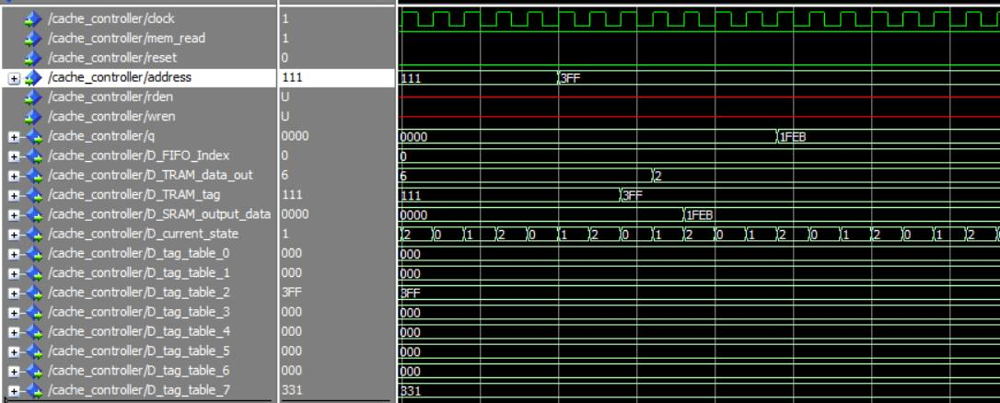 /cache_controller/clock 1
/cache_controller/mem_read 1
/cache_controller/reset 0
/cache_controller/address 111 111 3FF
/cache_controller/rden U
/cache_controller/wren U
/cache_controller/q 0000 0000 1FEB
/cache_controller/D_FIFO_Index 0 0
/cache_controller/D_TRAM_data_out 6 6 2
/cache_controller/D_TRAM_tag 111 111 3FF
/cache_controller/D_SRAM_output_data 0000 0000 1FEB
/cache_controller/D_current_state 1 2 0 1 2 0 1 2 0 1 2 0 1 2 0 1 2 0 1 2
/cache_controller/D_tag_table_0 000 000
/cache_controller/D_tag_table_1 000 000
/cache_controller/D_tag_table_2 3FF 3FF
/cache_controller/D_tag_table_3 000 000
/cache_controller/D_tag_table_4 000 000
/cache_controller/D_tag_table_5 000 000
/cache_controller/D_tag_table_6 000 000
/cache_controller/D_tag_table_7 331 331